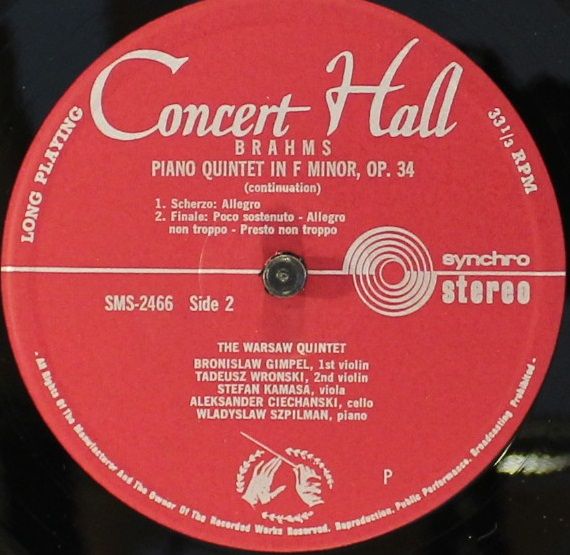 Concert Hall
LONG PLAYING
33 1/3 RPM
BRAHMS
PIANO QUINTET IN F MINOR, OP. 34
(continuation)
1. Scherzo: Allegro
2. Finale: Poco sostenuto - Allegro
non troppo - Presto non troppo
synchro
stereo
SMS-2466 Side 2
THE WARSAW QUINTET
BRONISLAW GIMPEL, 1st violin
TADEUSZ WRONSKI, 2nd violin
STEFAN KAMASA, viola
ALEKSANDER CIECHANSKI, cello
WLADYSLAW SZPILMAN, piano
P
- All Rights Of The Manufacturer And The Owner Of The Recorded Works Reserved. Reproduction, Public Performance, Broadcasting Prohibited -